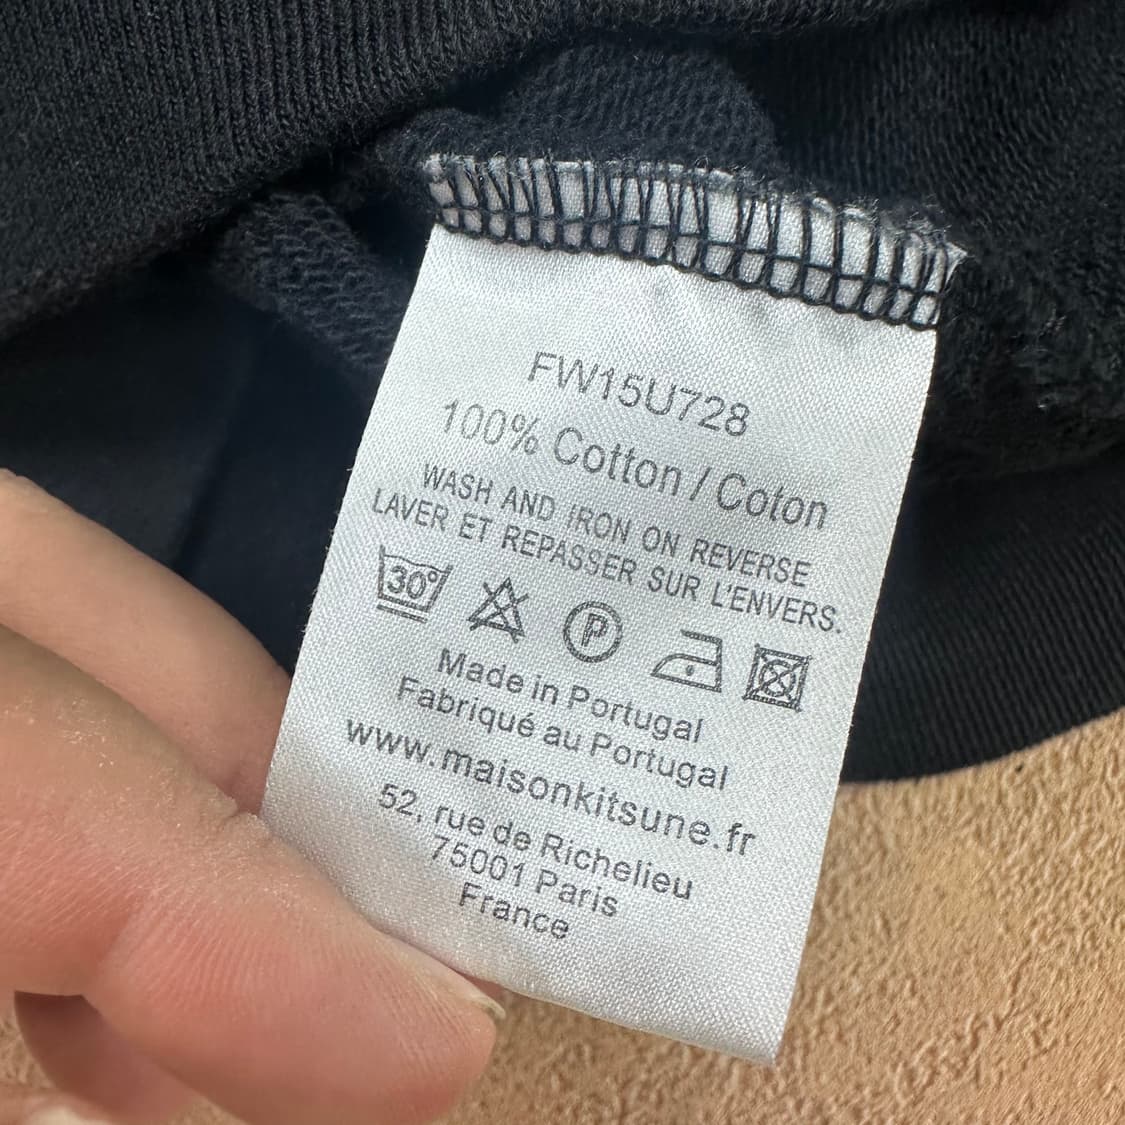 FW15U728
100% Cotton / Coton
WASH AND IRON ON REVERSE
LAVER ET REPASSER SUR L'ENVERS.
30° P
Made in Portugal
Fabriqué au Portugal
www.maisonkitsune.fr
52, rue de Richelieu
75001 Paris
France